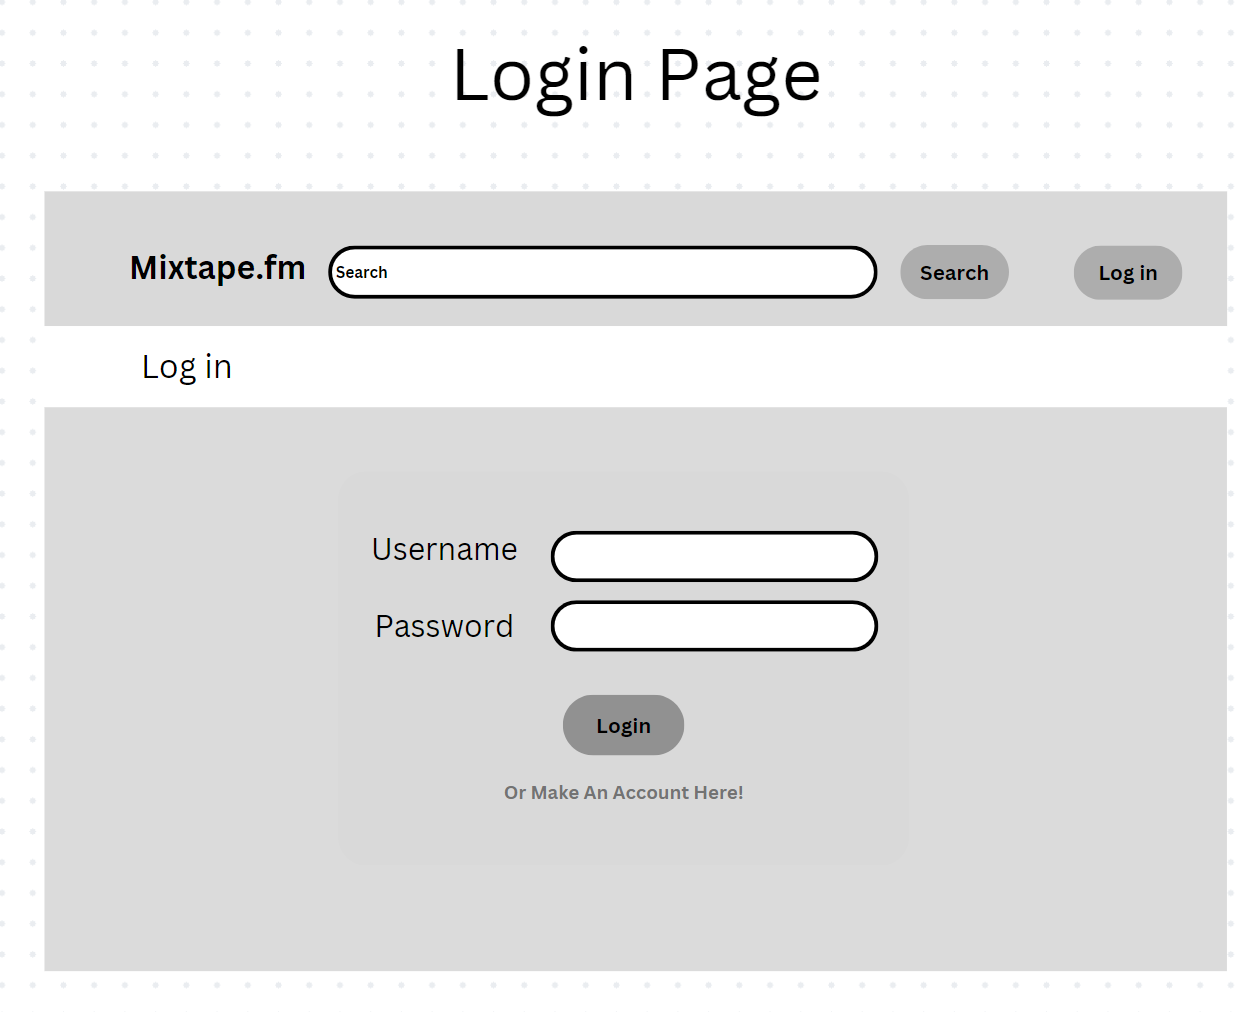 Login Page
Mixtape.fm Search Search Log in
Log in
Username
Password
Login
Or Make An Account Here!